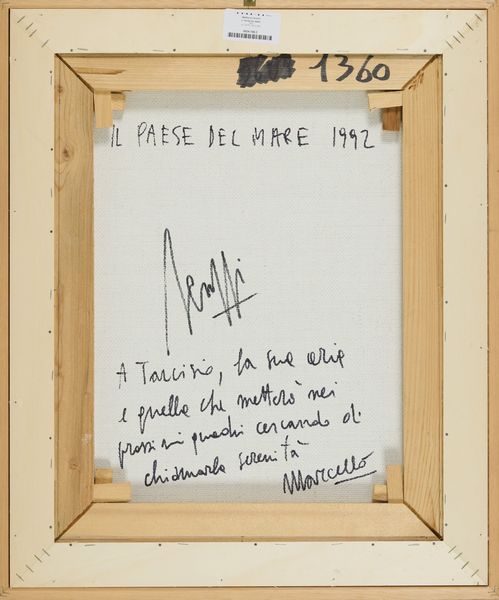 1360
IL PAESE DEL MARE 1992
A Tarcisio, la sua aria
e quella che metterò nei
prossimi quadri cercando di
chiamarla serenità
Marcello